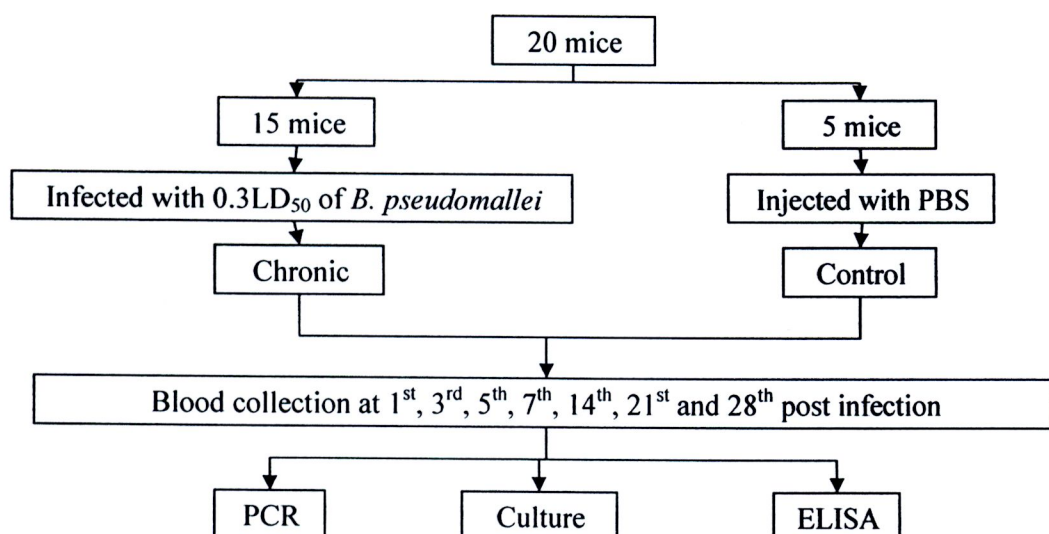 20 mice
15 mice
5 mice
Infected with 0.3LD₅₀ of B. pseudomallei
Injected with PBS
Chronic
Control
Blood collection at 1ˢᵗ, 3ʳᵈ, 5ᵗʰ, 7ᵗʰ, 14ᵗʰ, 21ˢᵗ and 28ᵗʰ post infection
PCR
Culture
ELISA